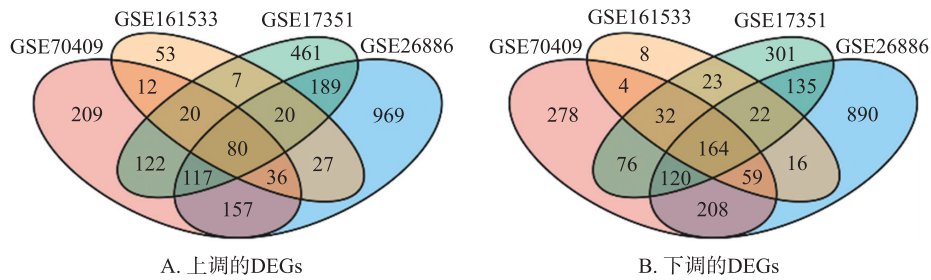 GSE161533 GSE17351
GSE70409 GSE26886
53 461
12 7 189
209 20 20 969
80
122 27
117 36
157
A. 上调的DEGs
GSE161533 GSE17351
GSE70409 GSE26886
8 301
4 23 135
278 32 22 890
164
76 16
120 59
208
B. 下调的DEGs